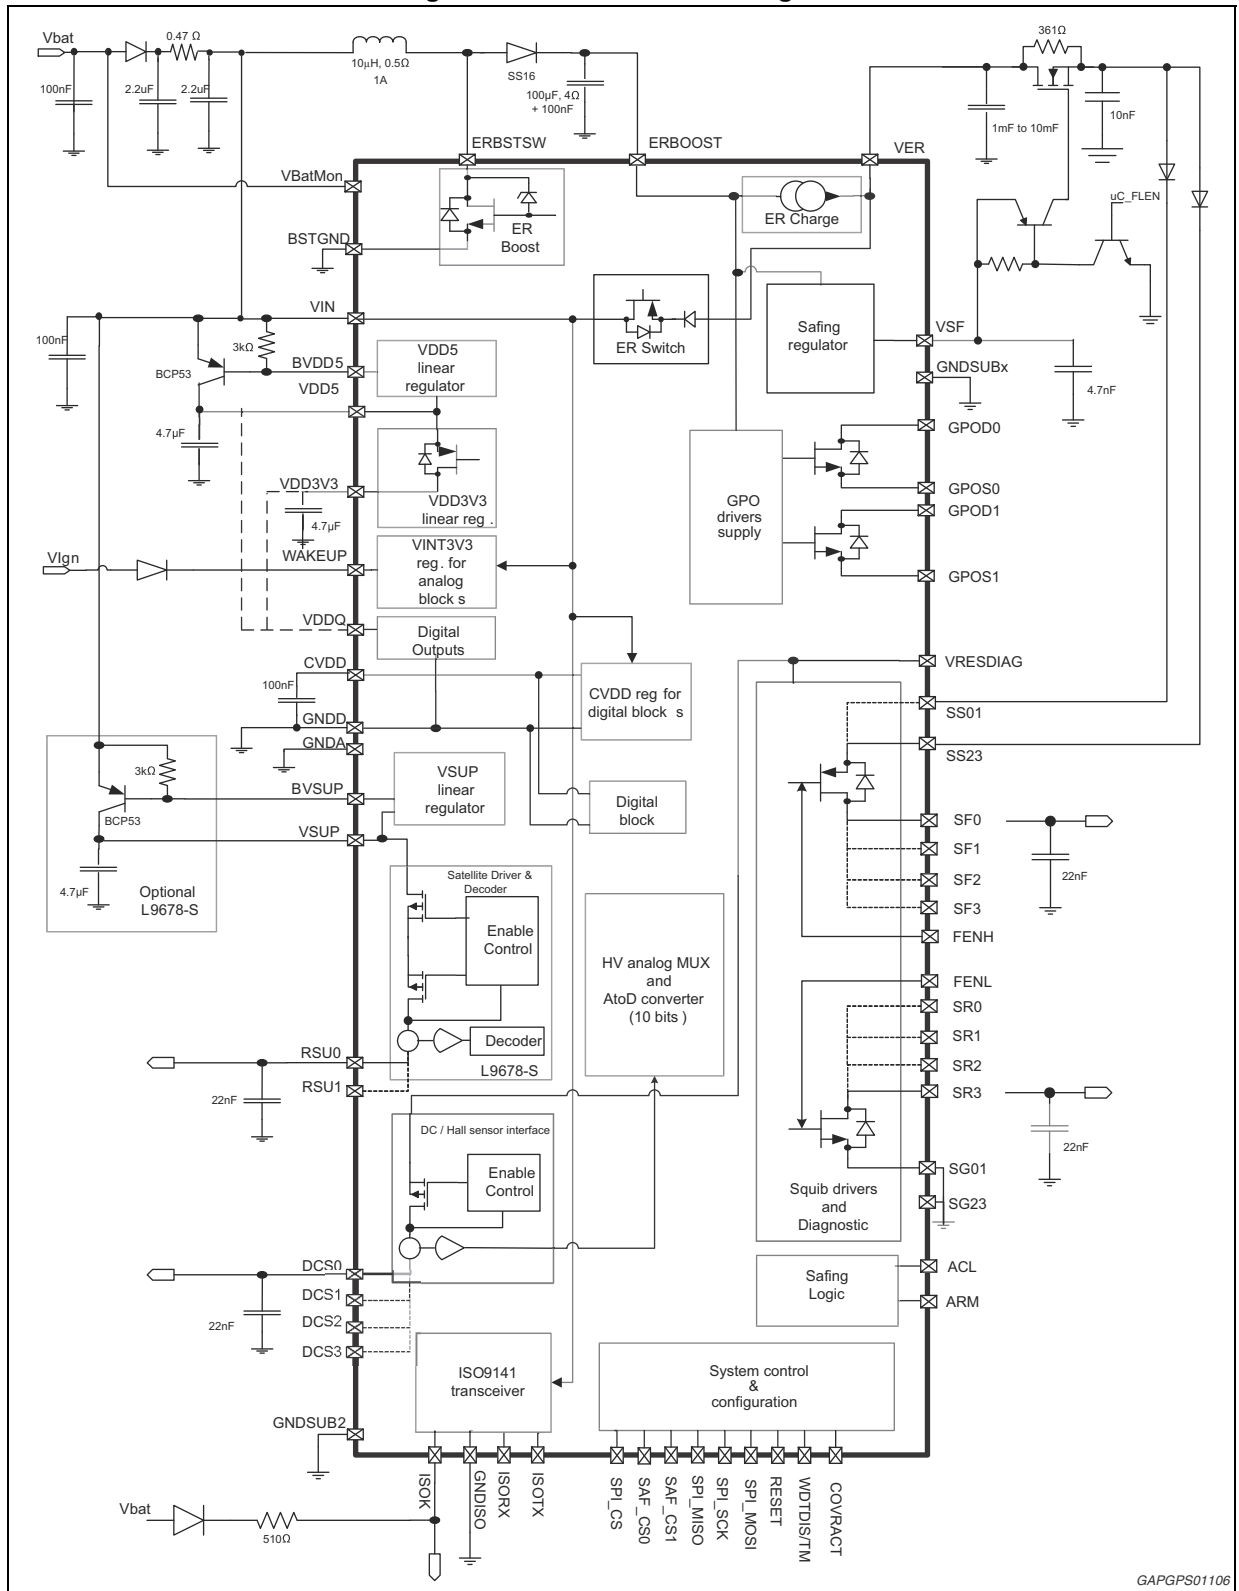 Vbat
0.47 Ω
10µH, 0.5Ω
1A
SS16
100µF, 4Ω
+ 100nF
100nF
2.2uF
2.2uF
361Ω
1mF to 10mF
10nF
ERBSTSW
ERBOOST
VER
VBatMon
ER
Boost
ER Charge
uC_FLEN
BSTGND
VIN
100nF
3kΩ
BCP53
BVDD5
VDD5
linear
regulator
ER Switch
Safing
regulator
VSF
GNDSUBx
4.7nF
VDD5
4.7µF
VDD3V3
4.7µF
VDD3V3
linear reg .
GPO
drivers
supply
GPOD0
GPOS0
GPOD1
GPOS1
VIgn
WAKEUP
VINT3V3
reg. for
analog
block s
VDDQ
Digital
Outputs
CVDD
100nF
GNDD
GNDA
CVDD reg for
digital block s
VRESDIAG
SS01
SS23
3kΩ
BCP53
4.7µF
Optional
L9678-S
BVSUP
VSUP
VSUP
linear
regulator
Digital
block
SF0
SF1
SF2
SF3
22nF
FENH
FENL
Satellite Driver &
Decoder
Enable
Control
Decoder
L9678-S
HV analog MUX
and
AtoD converter
(10 bits )
SR0
SR1
SR2
SR3
22nF
RSU0
RSU1
22nF
DC / Hall sensor interface
Enable
Control
SG01
SG23
Squib drivers
and
Diagnostic
DCS0
DCS1
DCS2
DCS3
22nF
Safing
Logic
ACL
ARM
ISO9141
transceiver
System control
&
configuration
GNDSUB2
ISOK
GNDISO
ISORX
ISOTX
SPI_CS
SAF_CS0
SAF_CS1
SPI_MISO
SPI_SCK
SPI_MOSI
RESET
WDTDIS/TM
COVRACT
Vbat
510Ω
GAPGPS01106